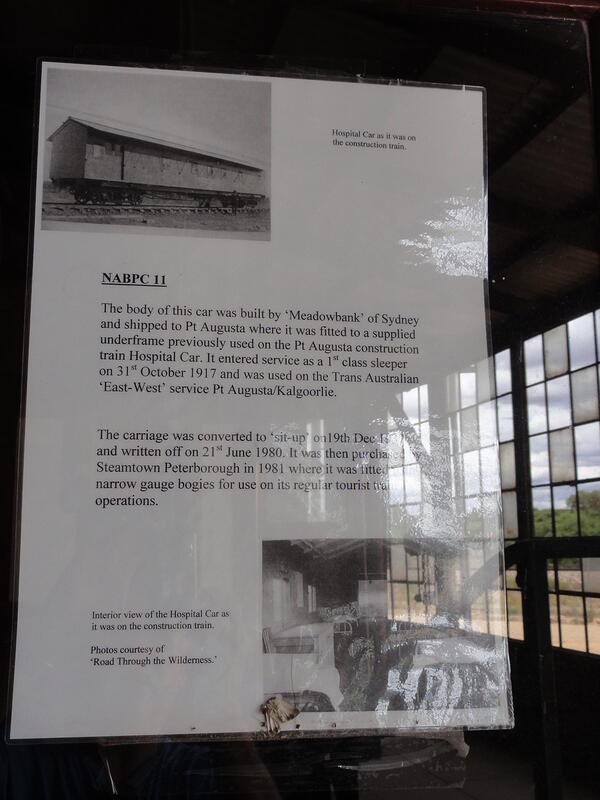 Hospital Car as it was on
the construction train.
NABPC 11
The body of this car was built by ‘Meadowbank’ of Sydney
and shipped to Pt Augusta where it was fitted to a supplied
underframe previously used on the Pt Augusta construction
train Hospital Car. It entered service as a 1st class sleeper
on 31st October 1917 and was used on the Trans Australian
‘East-West’ service Pt Augusta/Kalgoorlie.
The carriage was converted to ‘sit-up’ on19th Dec
and written off on 21st June 1980. It was then purchased
Steamtown Peterborough in 1981 where it was fitted
narrow gauge bogies for use on its regular tourist
operations.
Interior view of the Hospital Car as
it was on the construction train.
Photos courtesy of
‘Road Through the Wilderness.’